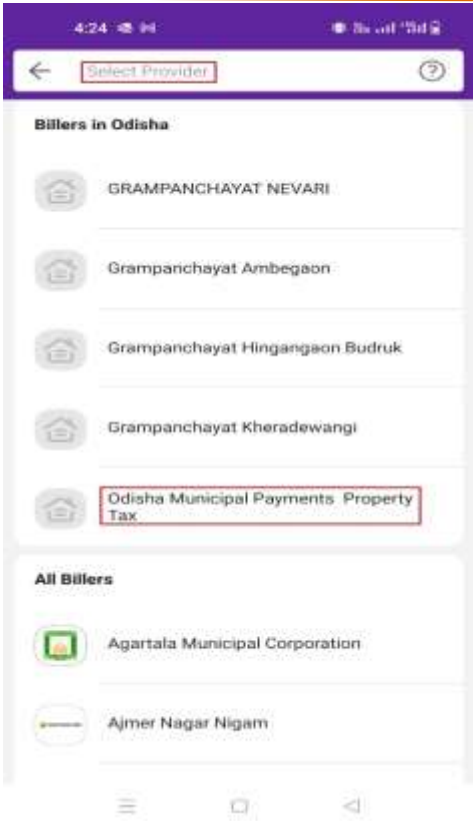 4:24
Select Provider
Billers in Odisha
GRAMPANCHAYAT NEVARI
Grampanchayat Ambegaon
Grampanchayat Hingangaon Budruk
Grampanchayat Kheradewangi
Odisha Municipal Payments Property
Tax
All Billers
Agartala Municipal Corporation
Ajmer Nagar Nigam